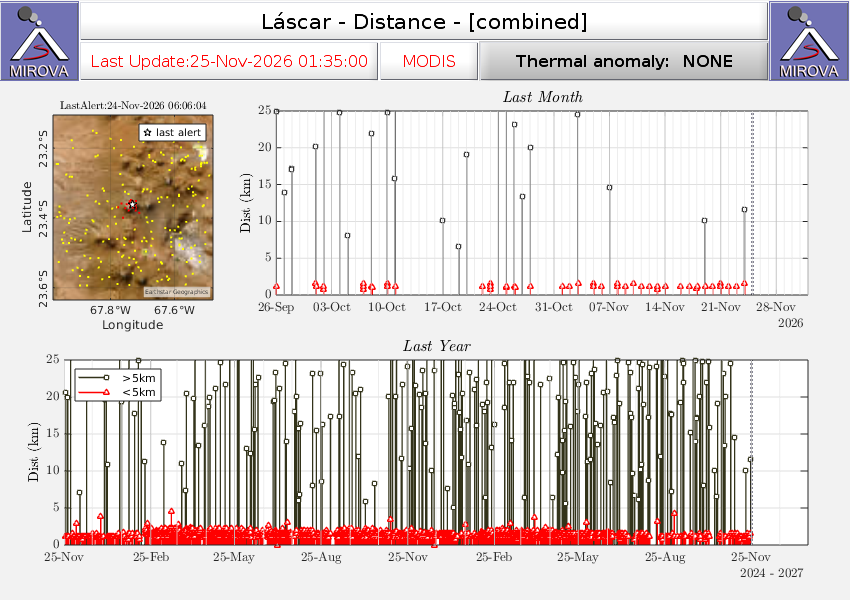 Láscar - Distance - [combined]
MIROVA
Last Update:25-Nov-2026 01:35:00
MODIS
Thermal anomaly: NONE
MIROVA
LastAlert:24-Nov-2026 06:06:04
last alert
23.2°S
23.4°S
23.6°S
Latitude
Earthstar Geographics
67.8°W
67.6°W
Longitude
Last Month
25
20
15
10
5
0
Dist (km)
26-Sep
03-Oct
10-Oct
17-Oct
24-Oct
31-Oct
07-Nov
14-Nov
21-Nov
28-Nov
2026
Last Year
>5km
<5km
25
20
15
10
5
0
Dist (km)
25-Nov
25-Feb
25-May
25-Aug
25-Nov
25-Feb
25-May
25-Aug
25-Nov
2024 - 2027